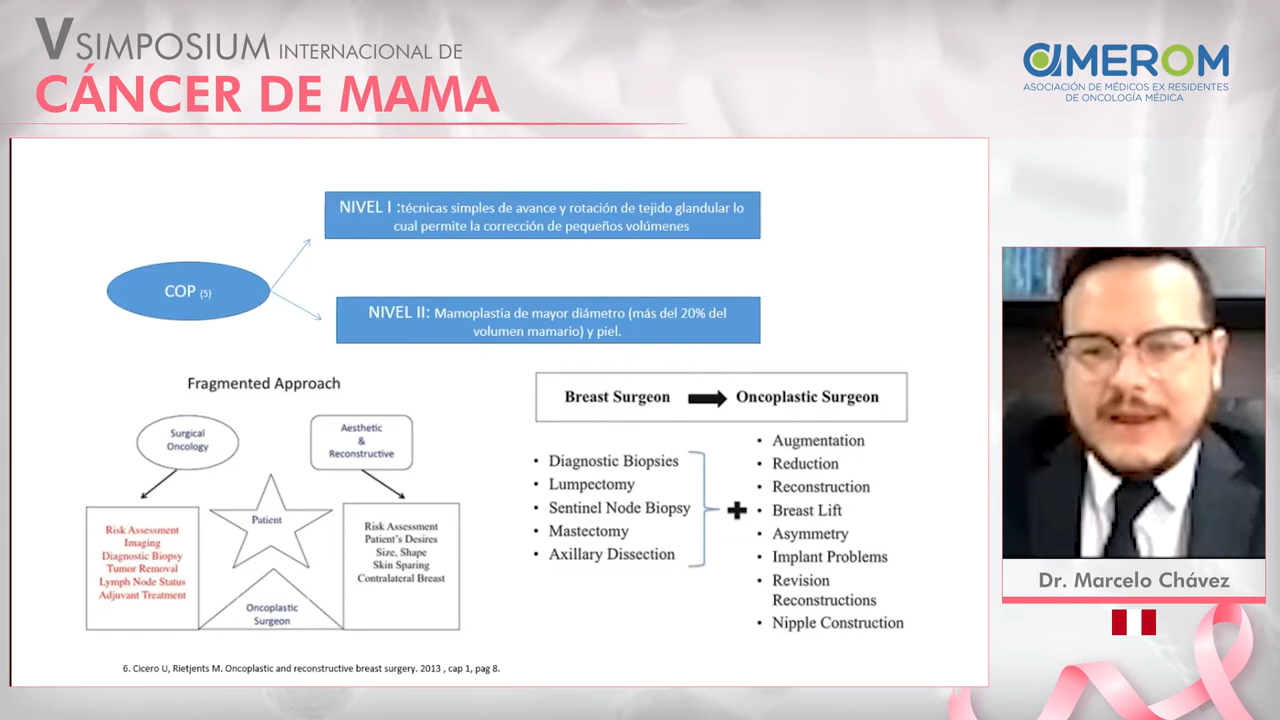 V SIMPOSIUM INTERNACIONAL DE
CÁNCER DE MAMA
AMEROM
ASOCIACIÓN DE MÉDICOS EX RESIDENTES
DE ONCOLOGÍA MÉDICA
NIVEL I :técnicas simples de avance y rotación de tejido glandular lo
cual permite la corrección de pequeños volúmenes
COP (5)
NIVEL II: Mamoplastia de mayor diámetro (más del 20% del
volumen mamario) y piel.
Fragmented Approach
Surgical
Oncology
Aesthetic
&
Reconstructive
Risk Assessment
Imaging
Diagnostic Biopsy
Tumor Removal
Lymph Node Status
Adjuvant Treatment
Patient
Oncoplastic
Surgeon
Risk Assessment
Patient's Desires
Size, Shape
Skin Sparing
Contralateral Breast
Breast Surgeon Oncoplastic Surgeon
• Diagnostic Biopsies
• Lumpectomy
• Sentinel Node Biopsy
• Mastectomy
• Axillary Dissection
• Augmentation
• Reduction
• Reconstruction
• Breast Lift
• Asymmetry
• Implant Problems
• Revision
Reconstructions
• Nipple Construction
6. Cicero U, Rietjents M. Oncoplastic and reconstructive breast surgery. 2013 , cap 1, pag 8.
Dr. Marcelo Chávez